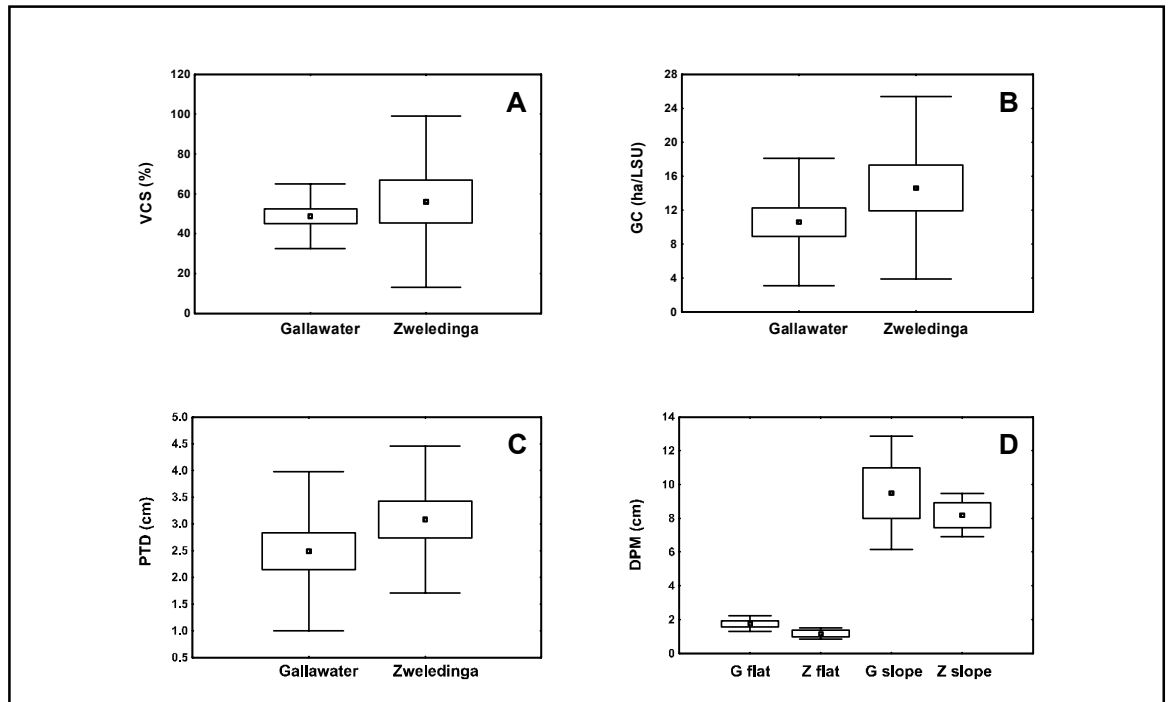 A
VCS (%)
120
100
80
60
40
20
0
Gallawater Zweledinga
B
GC (ha/LSU)
28
24
20
16
12
8
4
0
Gallawater Zweledinga
C
PTD (cm)
5.0
4.5
4.0
3.5
3.0
2.5
2.0
1.5
1.0
0.5
Gallawater Zweledinga
D
DPM (cm)
14
12
10
8
6
4
2
0
G flat Z flat G slope Z slope